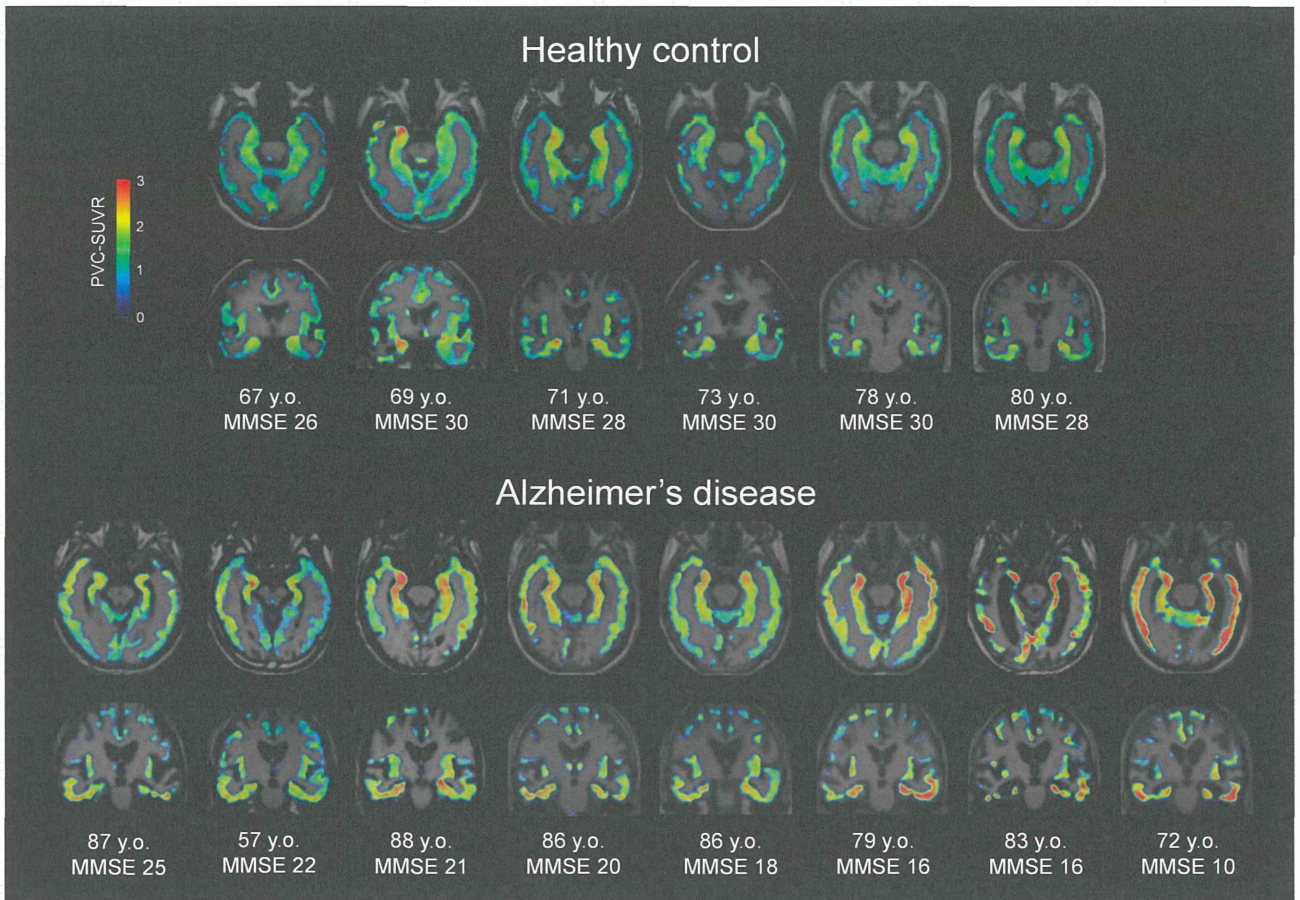 Healthy control
PVC-SUVR
3
2
1
0
67 y.o.
MMSE 26
69 y.o.
MMSE 30
71 y.o.
MMSE 28
73 y.o.
MMSE 30
78 y.o.
MMSE 30
80 y.o.
MMSE 28
Alzheimer's disease
87 y.o.
MMSE 25
57 y.o.
MMSE 22
88 y.o.
MMSE 21
86 y.o.
MMSE 20
86 y.o.
MMSE 18
79 y.o.
MMSE 16
83 y.o.
MMSE 16
72 y.o.
MMSE 10